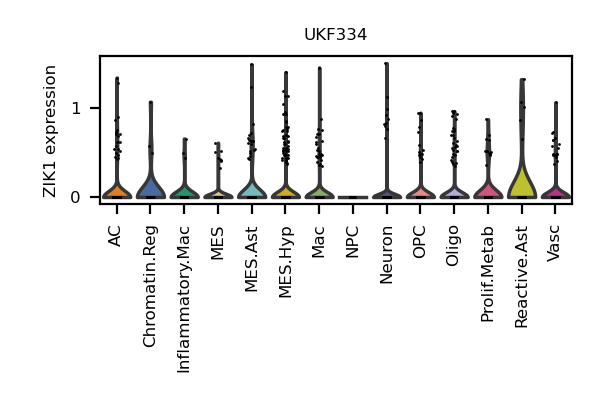 UKF334
ZIK1 expression
1
0
AC
Chromatin.Reg
Inflammatory.Mac
MES
MES.Ast
MES.Hyp
Mac
NPC
Neuron
OPC
Oligo
Prolif.Metab
Reactive.Ast
Vasc